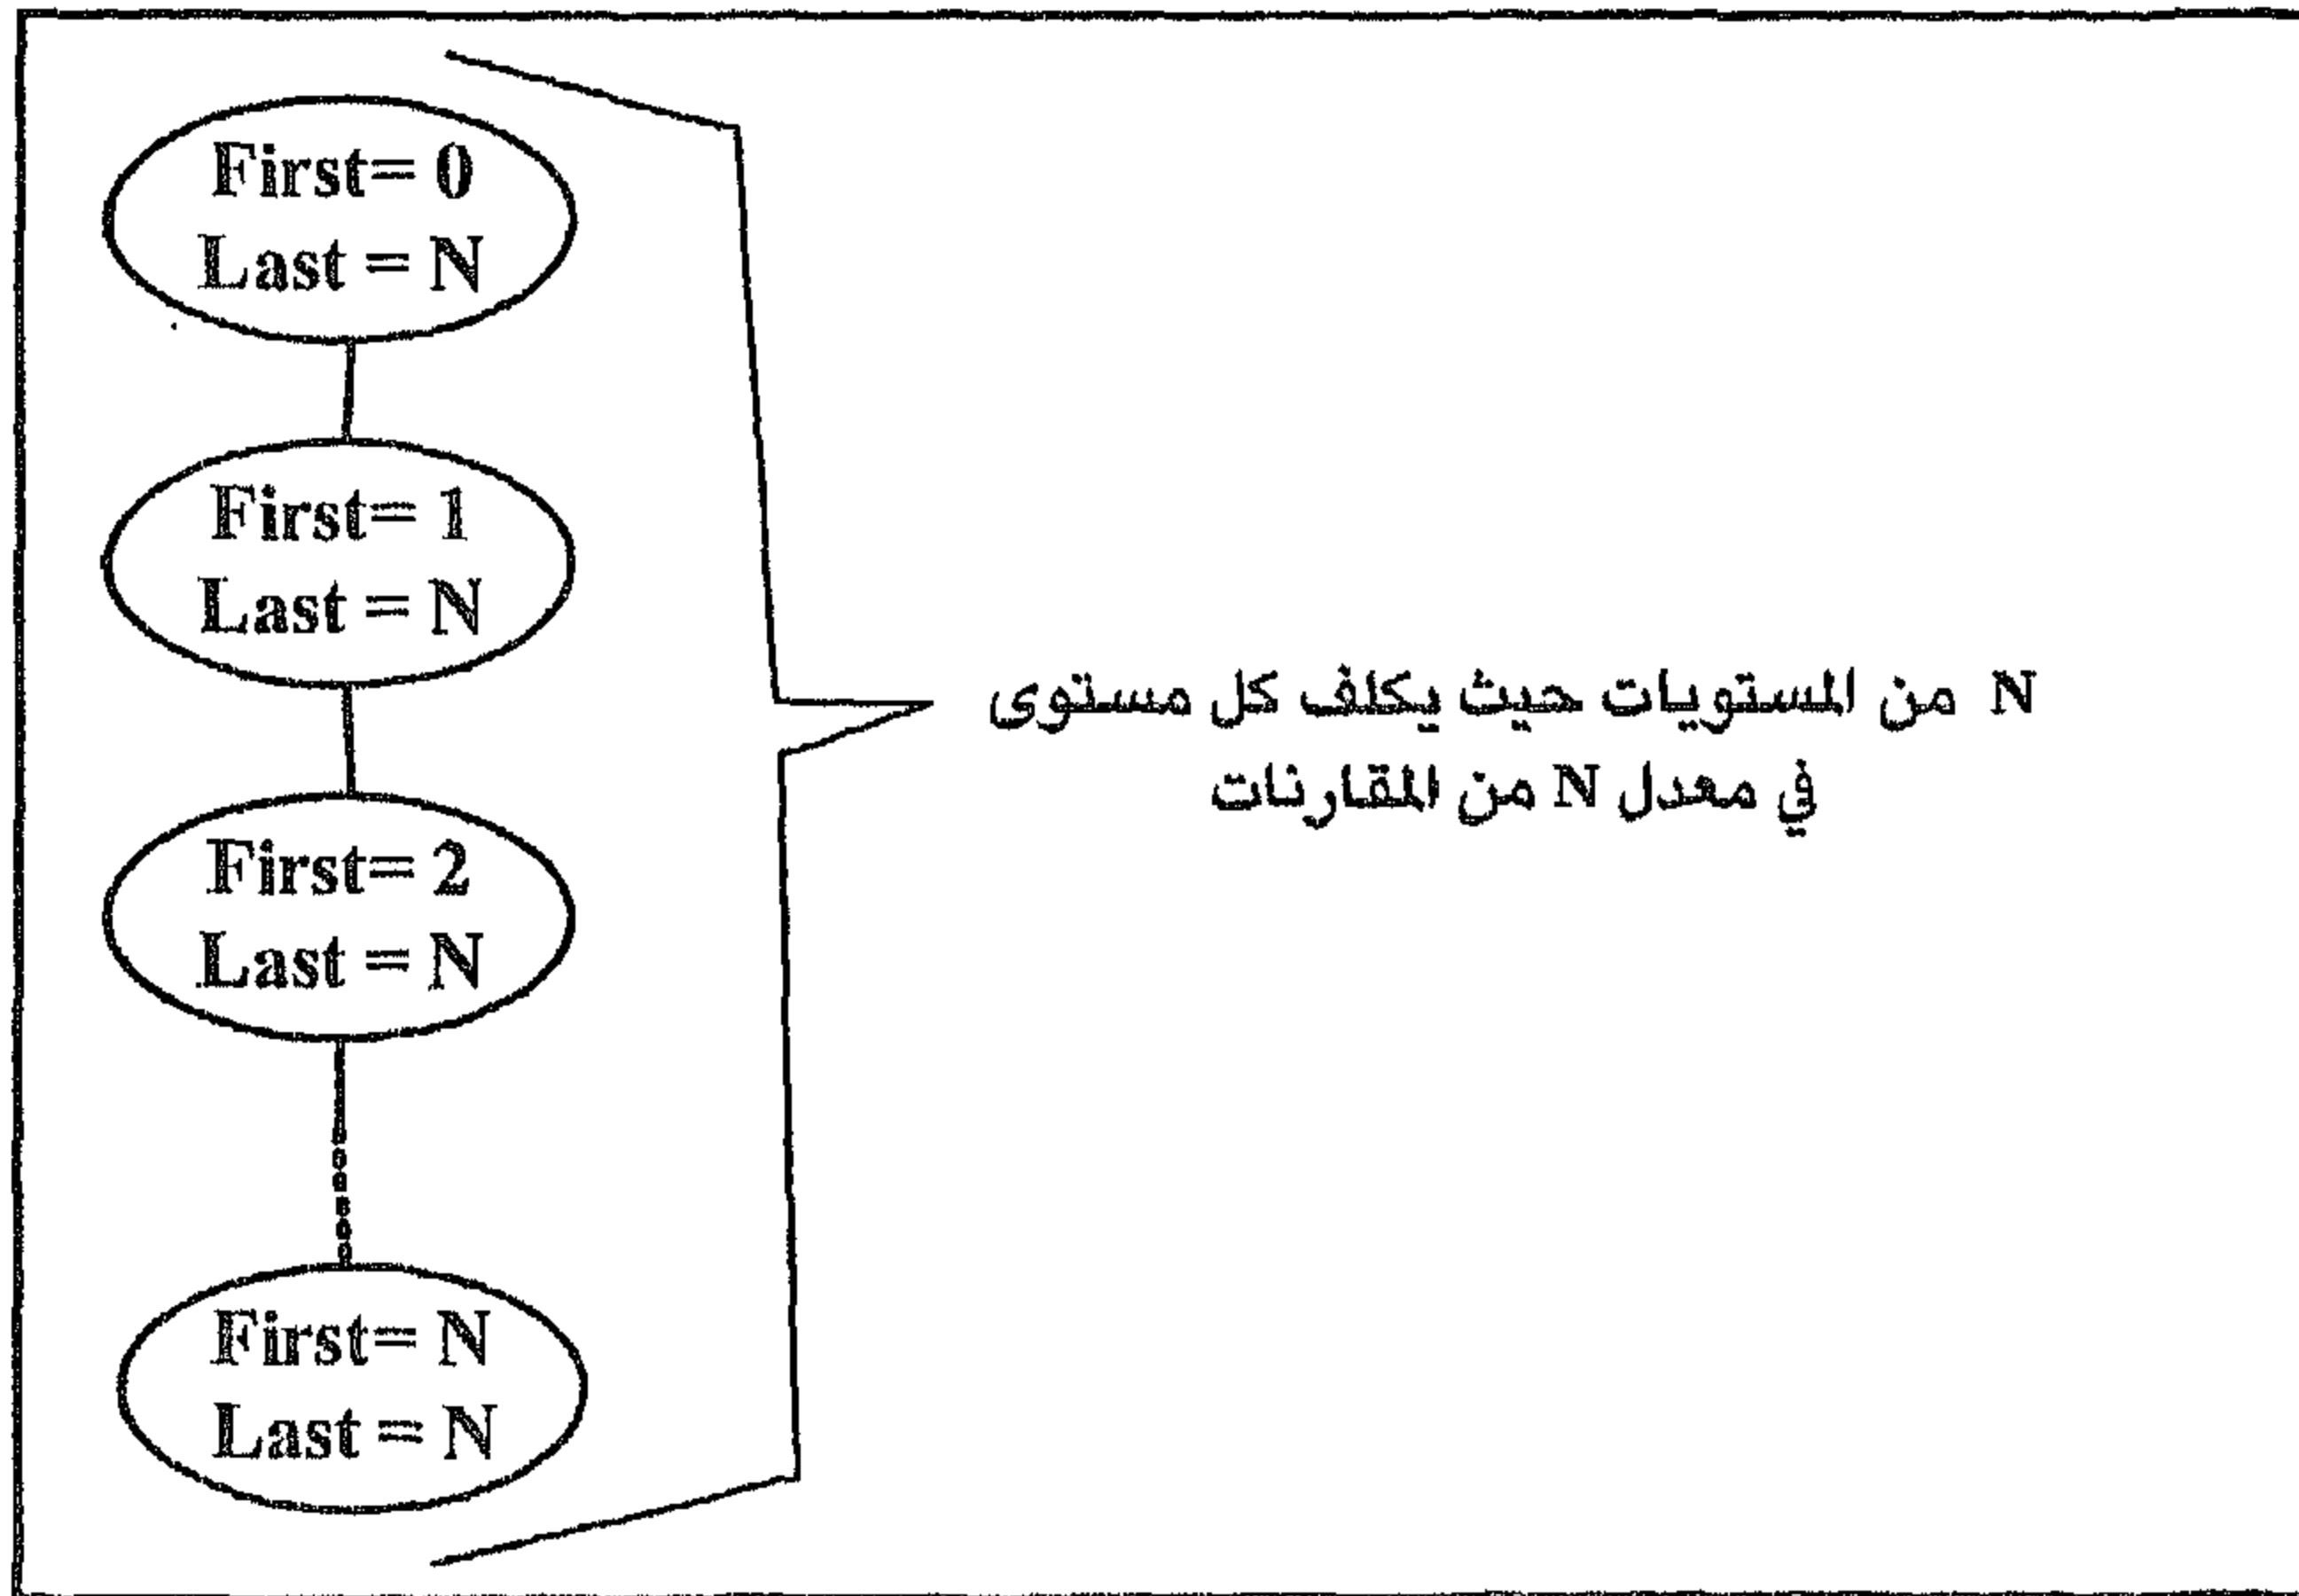 First= 0
Last = N
First= 1
Last = N
First= 2
Last = N
First= N
Last = N
N من المستويات حيث يكلف كل مستوى
في معدل N من المقارنات